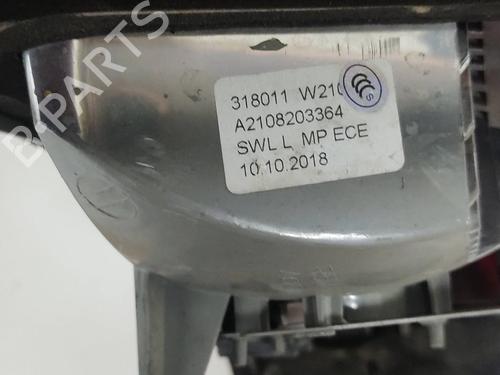 B-PARTS
318011 W210
A2108203364
SWL L MP ECE
10.10.2018